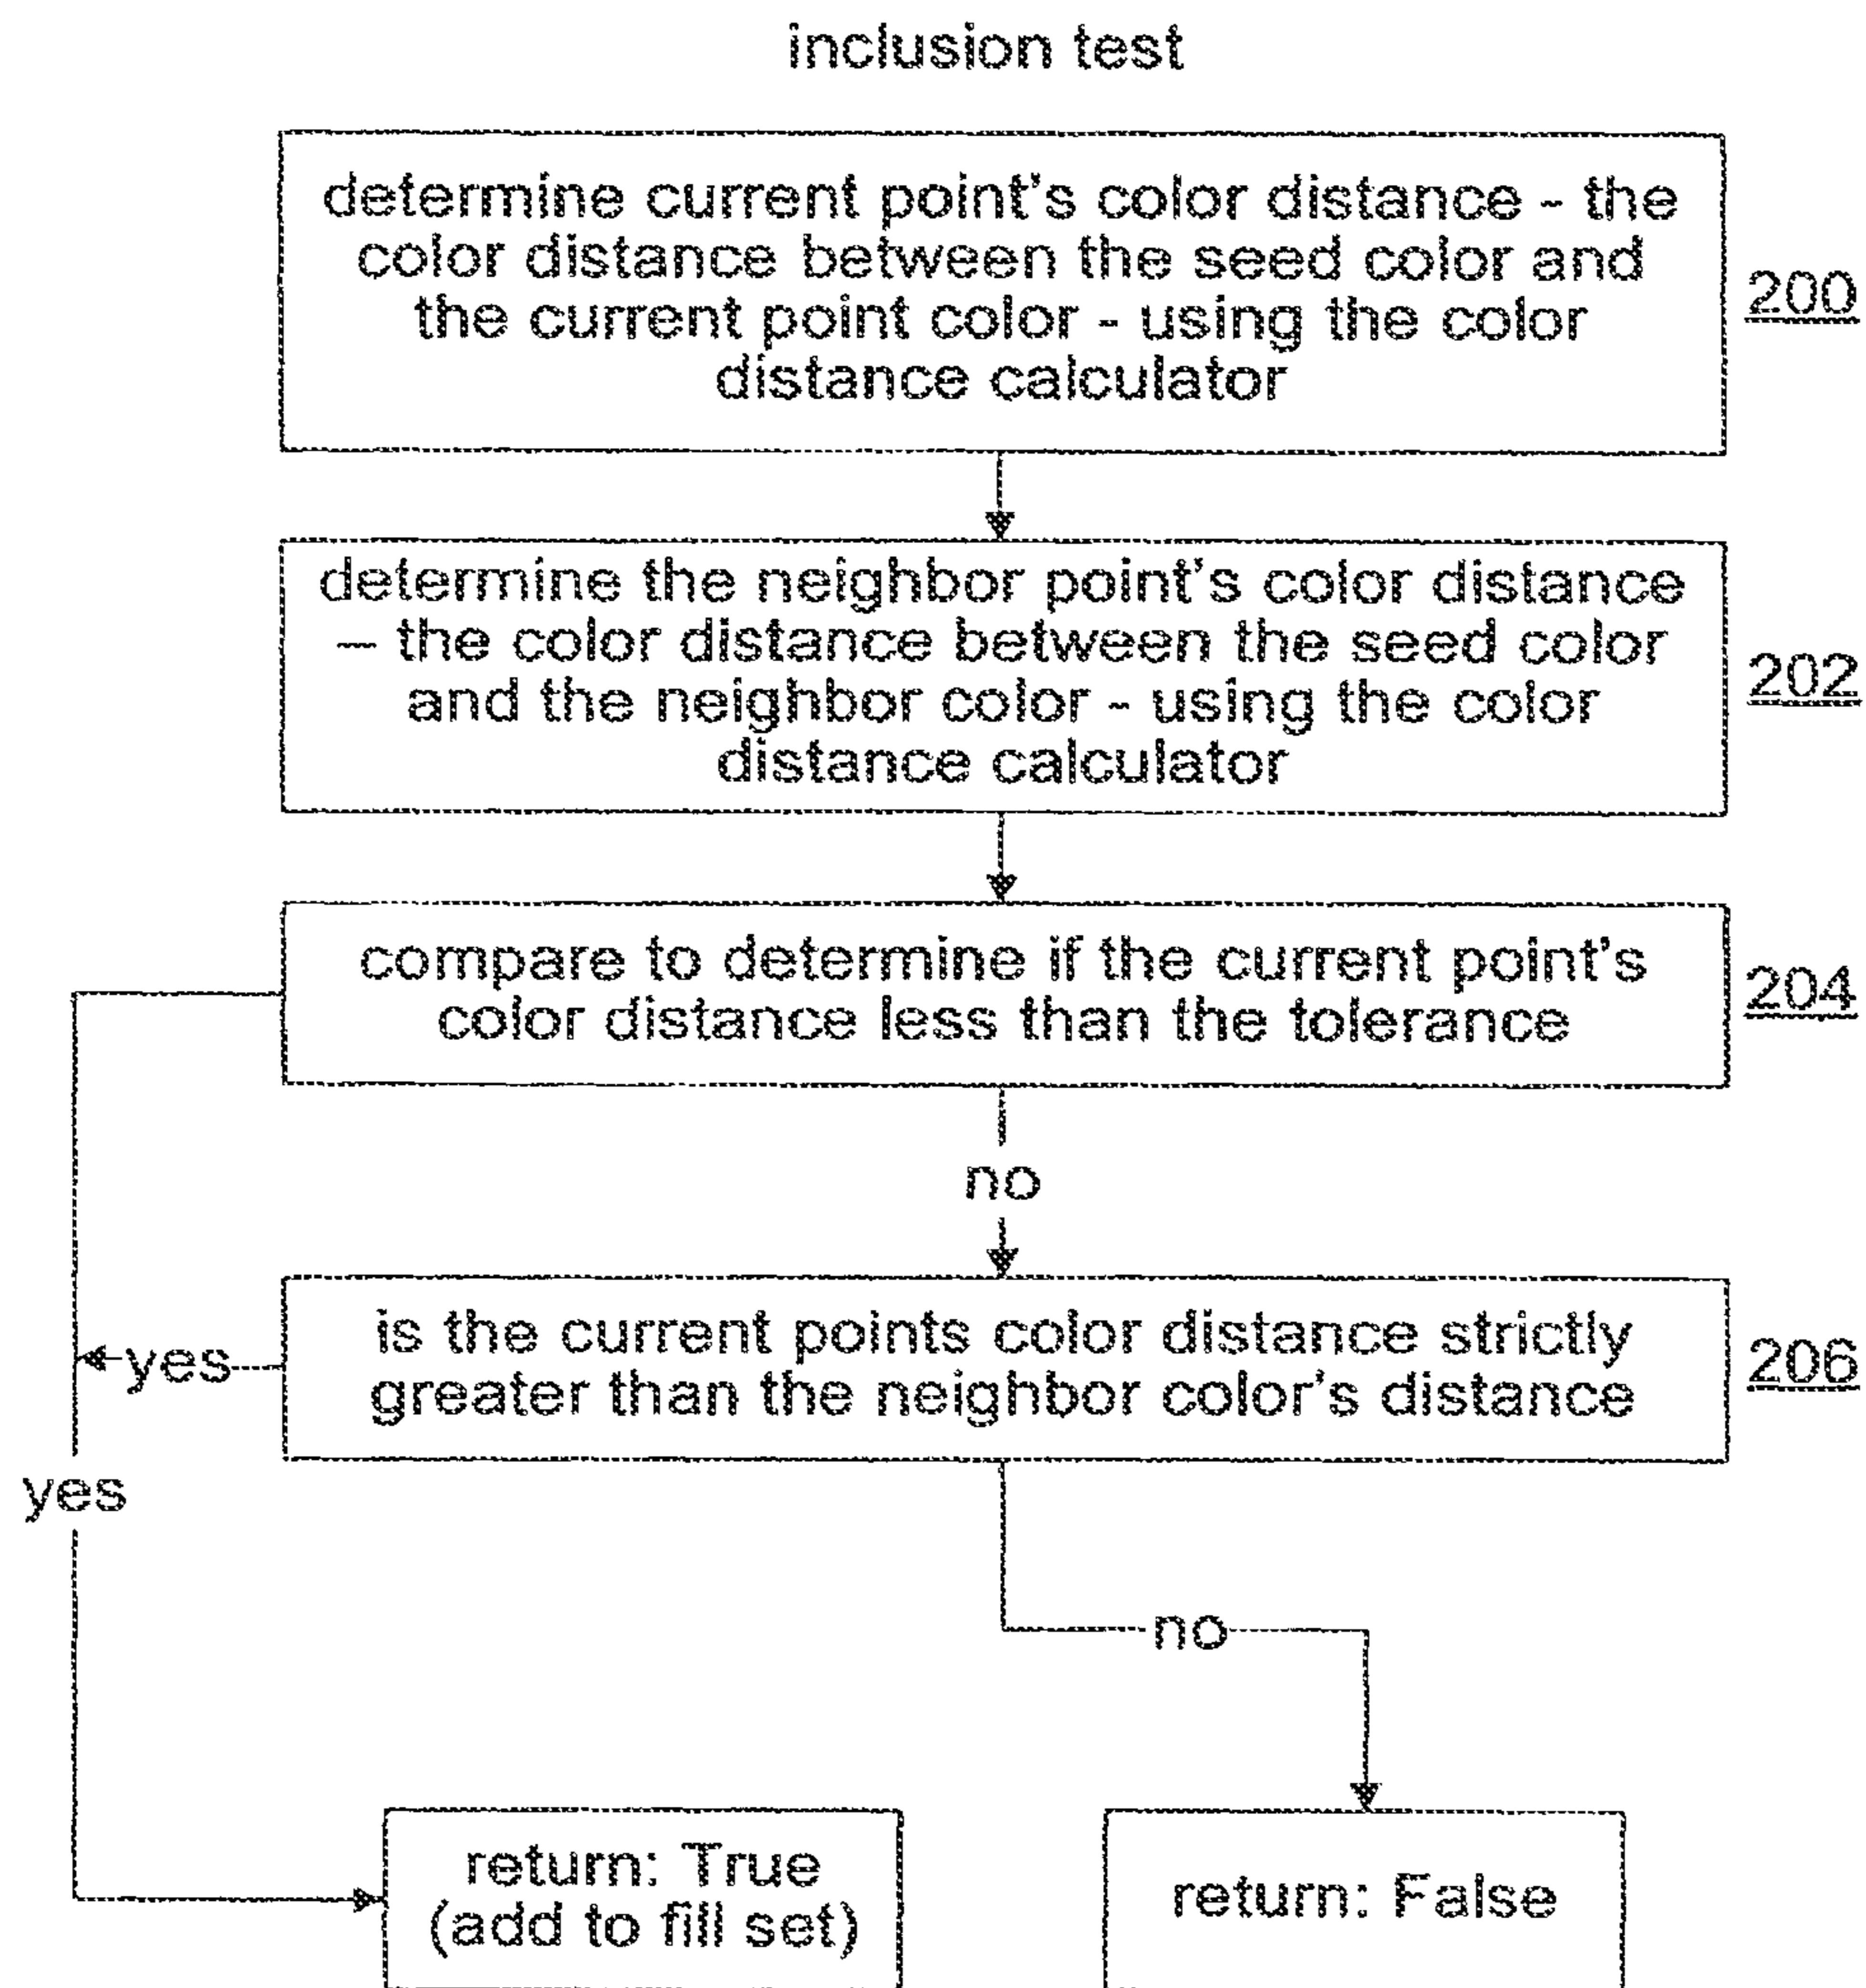 inclusion test
determine current point's color distance - the
color distance between the seed color and
the current point color - using the color
distance calculator
200
determine the neighbor point's color distance
– the color distance between the seed color
and the neighbor color - using the color
distance calculator
202
compare to determine if the current point's
color distance less than the tolerance
204
no
is the current points color distance strictly
greater than the neighbor color's distance
206
yes
yes
no
return: True
(add to fill set)
return: False